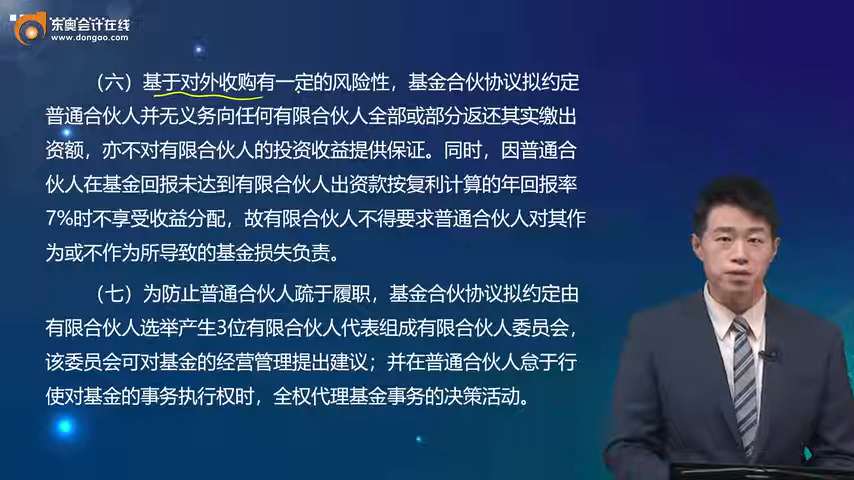 东奥会计在线
www.dongao.com
（六）基于对外收购有一定的风险性，基金合伙协议拟约定
普通合伙人并无义务向任何有限合伙人全部或部分返还其实缴出
资额，亦不对有限合伙人的投资收益提供保证。同时，因普通合
伙人在基金回报未达到有限合伙人出资款按复利计算的年回报率
7%时不享受收益分配，故有限合伙人不得要求普通合伙人对其作
为或不作为所导致的基金损失负责。
（七）为防止普通合伙人疏于履职，基金合伙协议拟约定由
有限合伙人选举产生3位有限合伙人代表组成有限合伙人委员会，
该委员会可对基金的经营管理提出建议；并在普通合伙人怠于行
使对基金的事务执行权时，全权代理基金事务的决策活动。